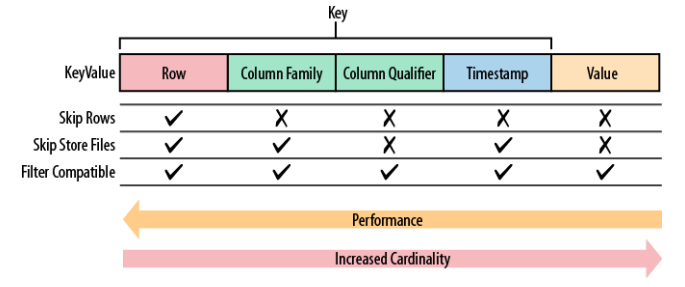 Key
KeyValue Row Column Family Column Qualifier Timestamp Value
Skip Rows ✓ ✗ ✗ ✗ ✗
Skip Store Files ✓ ✓ ✗ ✓ ✗
Filter Compatible ✓ ✓ ✓ ✓ ✓
Performance
Increased Cardinality